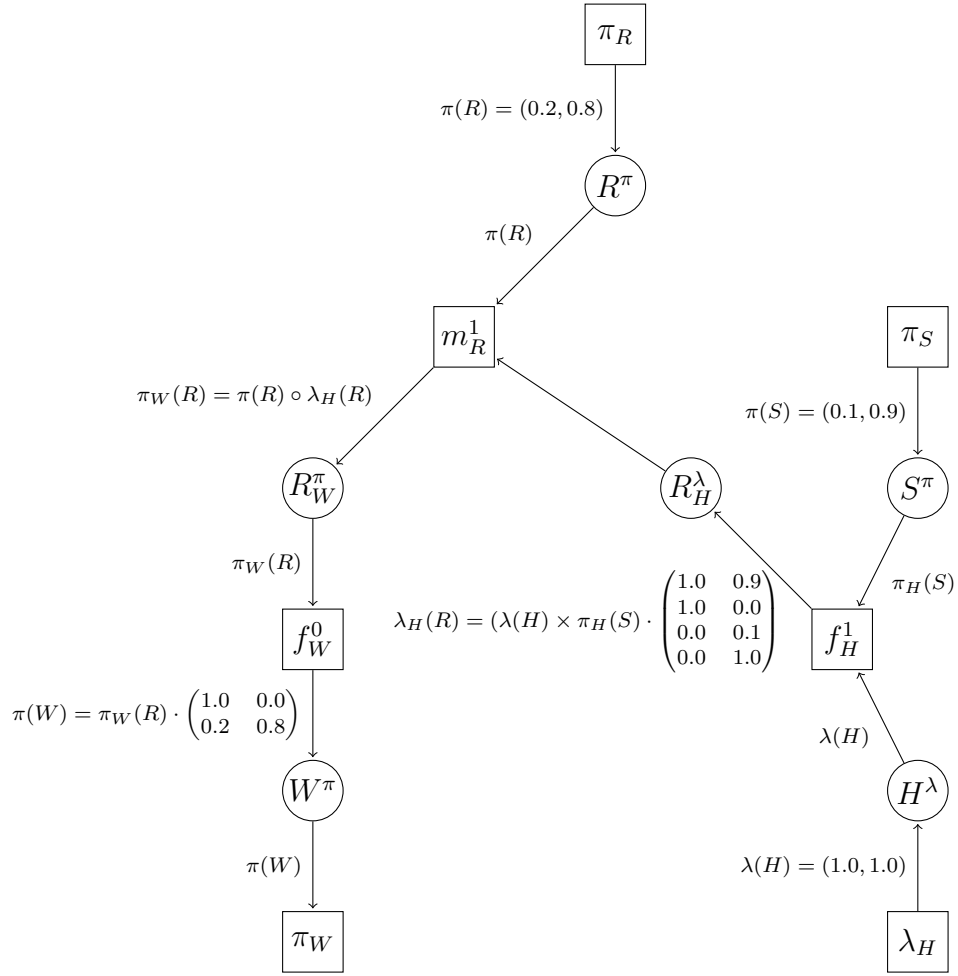 π_R
π(R) = (0.2, 0.8)
R^π
π(R)
m_R^1
π_S
π_W(R) = π(R) ∘ λ_H(R)
π(S) = (0.1, 0.9)
R_W^π
R_H^λ
S^π
π_W(R)
π_H(S)
f_W^0
λ_H(R) = (λ(H) × π_H(S) · (1.0 0.9
1.0 0.0
0.0 0.1
0.0 1.0)
f_H^1
π(W) = π_W(R) · (1.0 0.0
0.2 0.8)
λ(H)
W^π
H^λ
π(W)
λ(H) = (1.0, 1.0)
π_W
λ_H